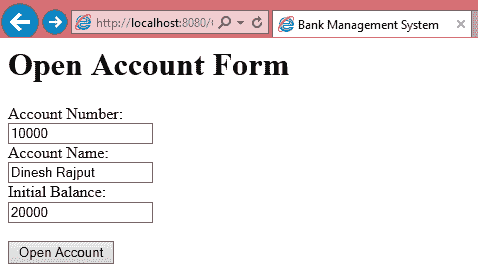 http://localhost:8080/
Bank Management System
Open Account Form
Account Number:
10000
Account Name:
Dinesh Rajput
Initial Balance:
20000
Open Account